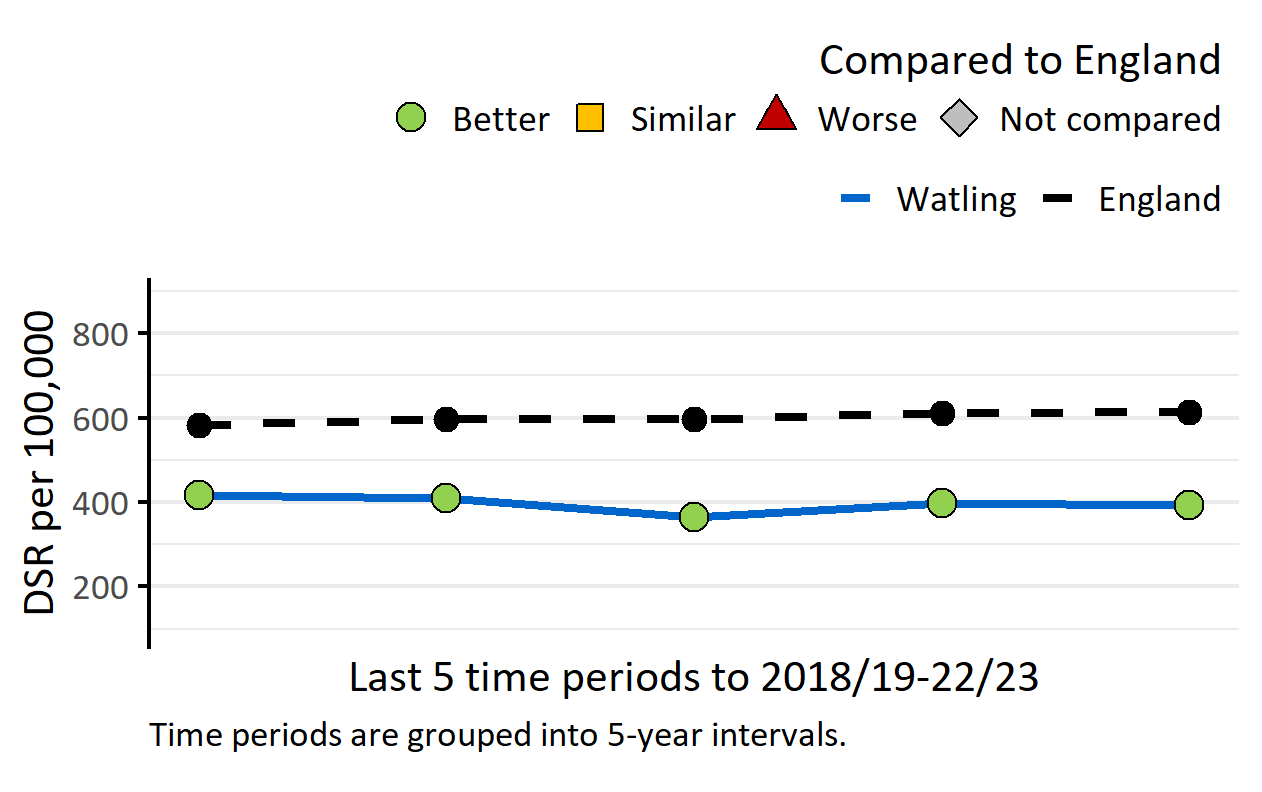 Compared to England
Better Similar Worse Not compared
Watling England
DSR per 100,000
800
600
400
200
Last 5 time periods to 2018/19-22/23
Time periods are grouped into 5-year intervals.